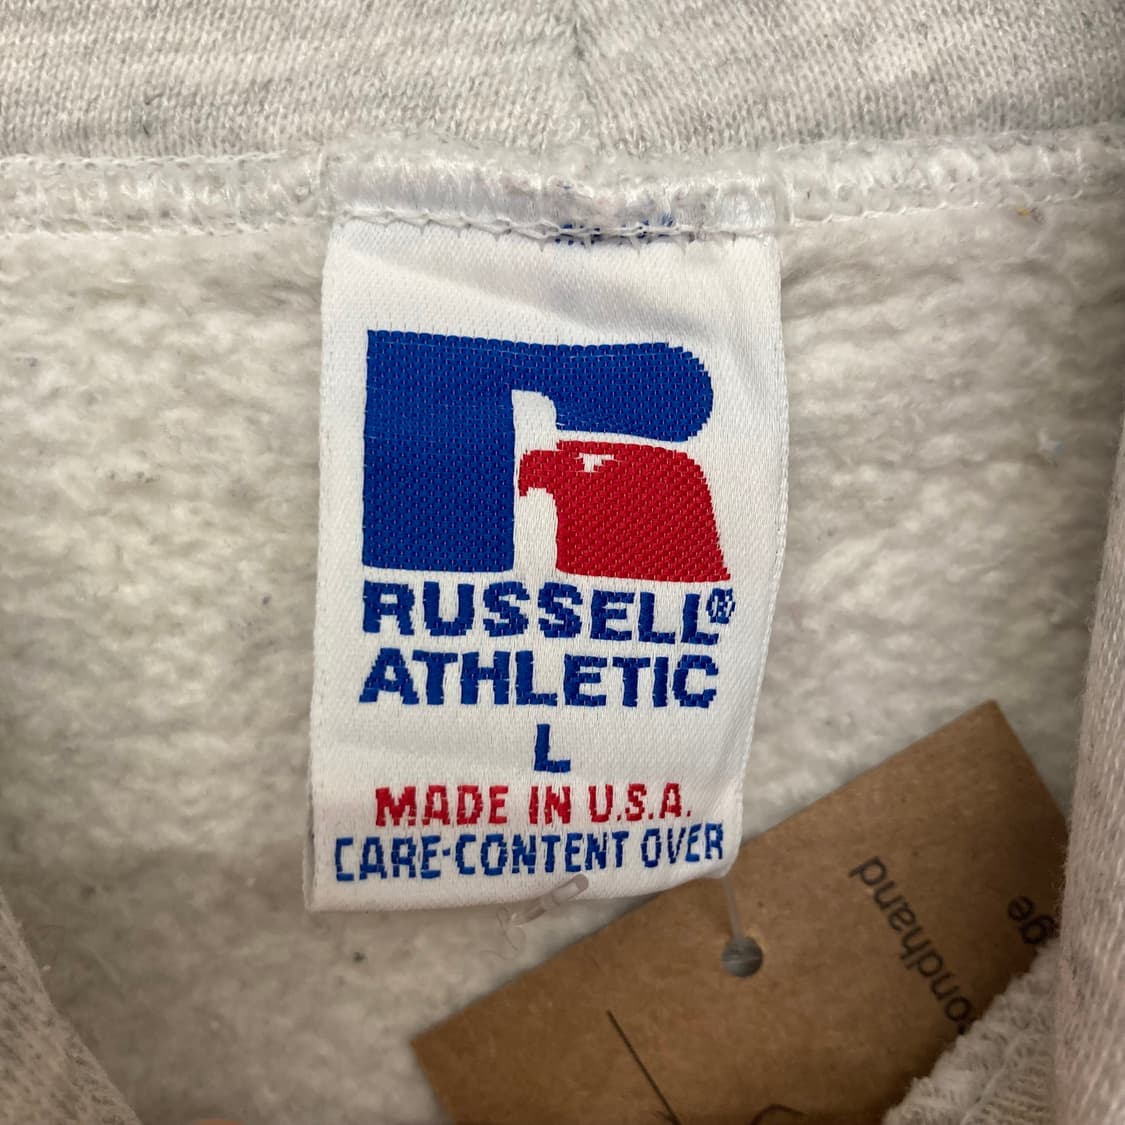 RUSSELL®
ATHLETIC
L
MADE IN U.S.A.
CARE-CONTENT OVER